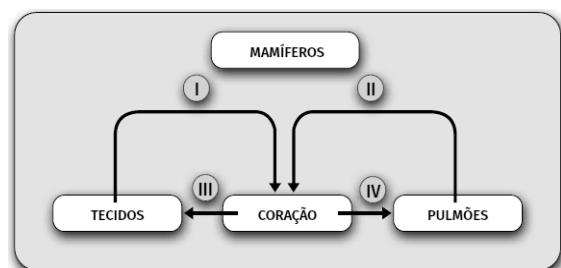 MAMÍFEROS
I
II
III
IV
TECIDOS
CORAÇÃO
PULMÕES